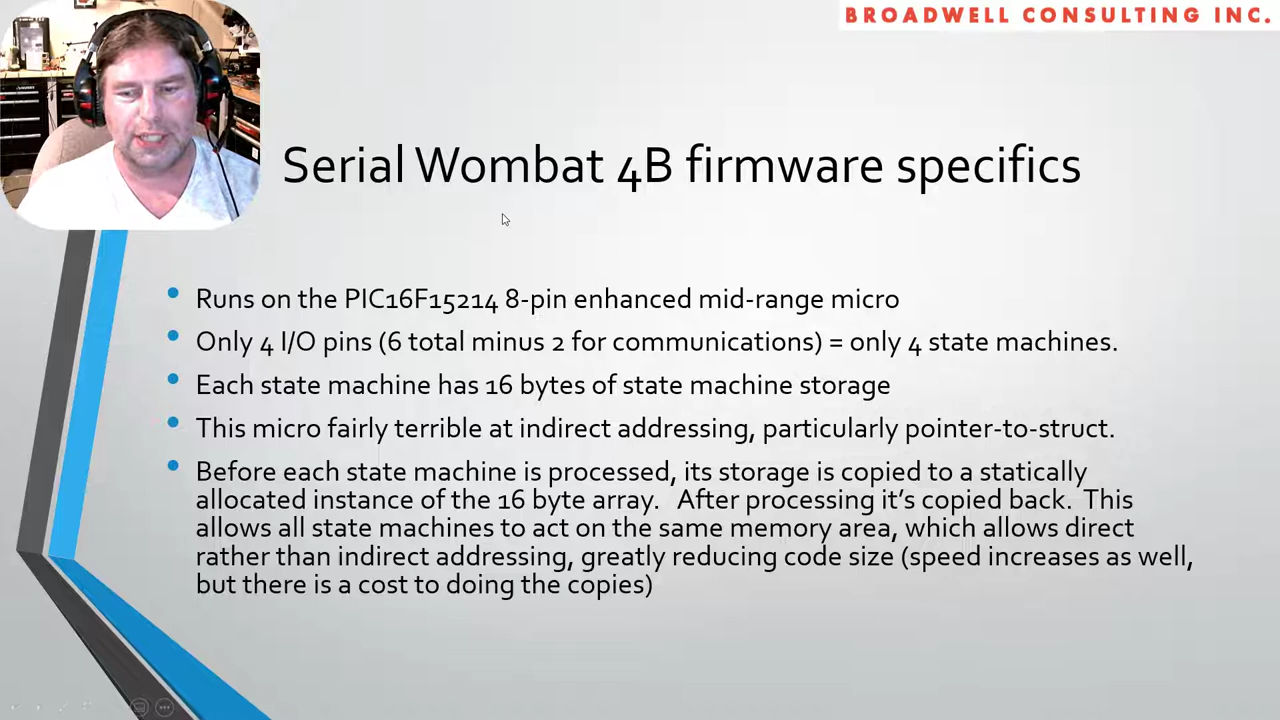 BROADWELL CONSULTING INC.
Serial Wombat 4B firmware specifics
Runs on the PIC16F15214 8-pin enhanced mid-range micro
Only 4 I/O pins (6 total minus 2 for communications) = only 4 state machines.
Each state machine has 16 bytes of state machine storage
This micro fairly terrible at indirect addressing, particularly pointer-to-struct.
Before each state machine is processed, its storage is copied to a statically
allocated instance of the 16 byte array.   After processing it's copied back.  This
allows all state machines to act on the same memory area, which allows direct
rather than indirect addressing, greatly reducing code size (speed increases as well,
but there is a cost to doing the copies)